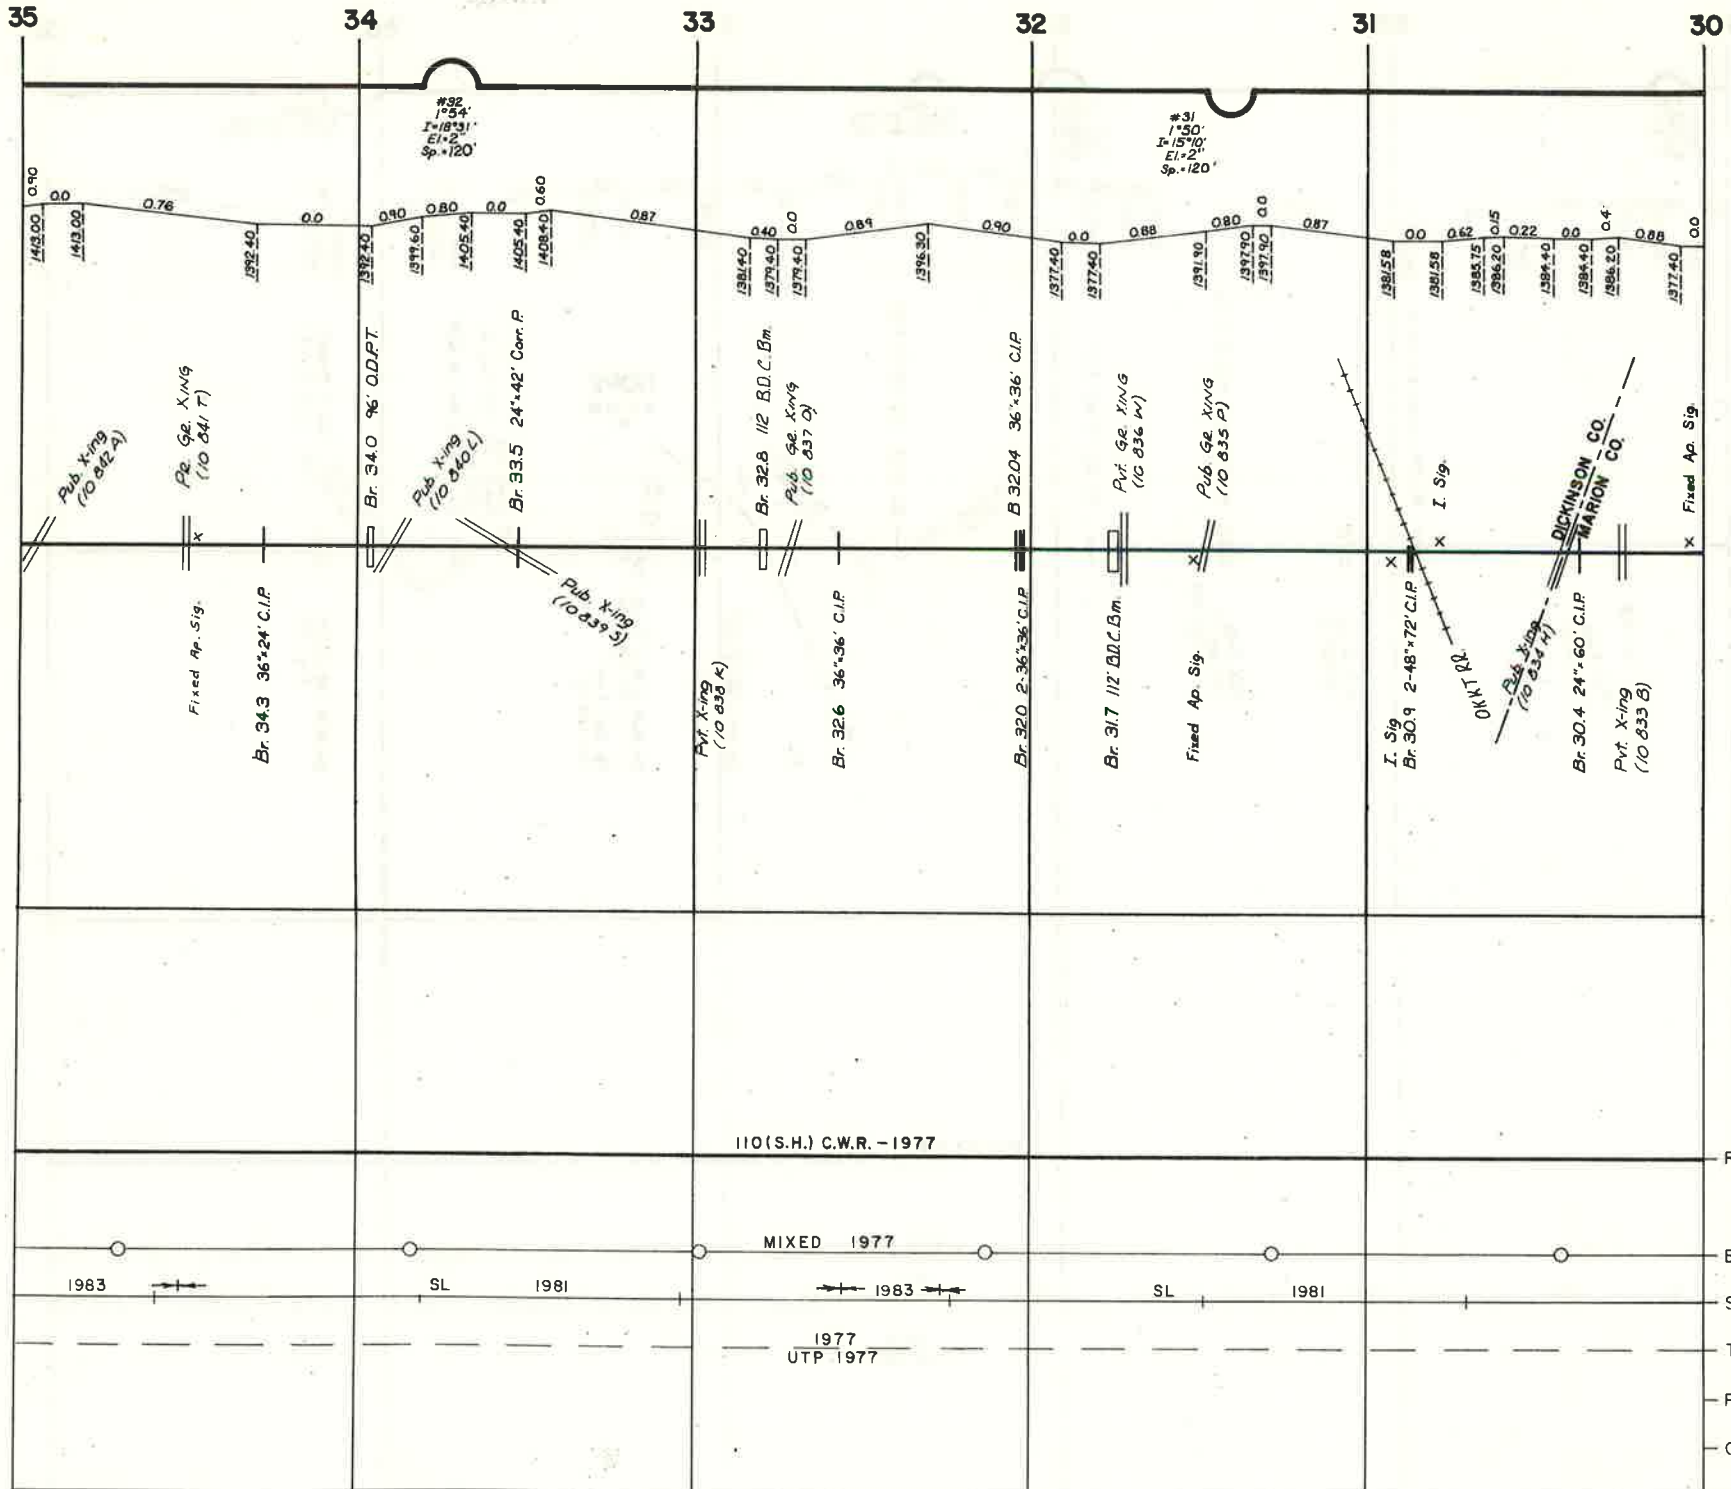 35 34 33 32 31 30
#32
1°54'
I=18°31'
El.=2"
Sp.=120'
#31
1°50'
I=15°10'
El.=2"
Sp.=120'
0.90 0.0 0.76 0.0 0.90 0.80 0.0 0.60 0.87 0.40 0.0 0.89 0.90 0.0 0.88 0.80 0.0 0.87 0.0 0.62 0.15 0.22 0.0 0.4 0.88 0.0
1413.00 1413.00 1392.40 1392.40 1399.60 1405.40 1405.40 1408.40 1381.40 1379.40 1379.40 1396.30 1377.40 1377.40 1391.90 1397.90 1397.90 1381.58 1381.58 1385.75 1386.20 1384.40 1384.40 1386.20 1377.40
Pub. X-ing
(10 842 A)
Pr. Gr. XING
(10 841 T)
Fixed Ap. Sig.
Br. 34.3 36"x24' C.I.P.
Br. 34.0 96' O.D.P.T.
Pub X-ing
(10 840 L)
Br. 33.5 24"x42' Corr. P.
Pub. X-ing
(10 839 S)
Pvt. X-ing
(10 838 K)
Br. 32.8 112 B.D.C.Bm.
Pub. Gr. XING
(10 837 D)
Br. 32.6 36"x36' C.I.P.
B 32.04 36"x36' C.I.P.
Br. 32.0 2-36"x36' C.I.P.
Br. 31.7 112' B.D.C.Bm.
Pvt. Gr. XING
(10 836 W)
Fixed Ap. Sig.
Pub. Gr. XING
(10 835 P)
I. Sig
Br. 30.9 2-48"x72' C.I.P.
I. Sig.
OKKT RR.
DICKINSON CO.
MARION CO.
Pub. X-ing
(10 834 H)
Br. 30.4 24"x60' C.I.P.
Pvt. X-ing
(10 833 B)
Fixed Ap. Sig.
110 (S.H.) C.W.R. - 1977
MIXED 1977
1983 SL 1981 1983 SL 1981
1977
UTP 1977